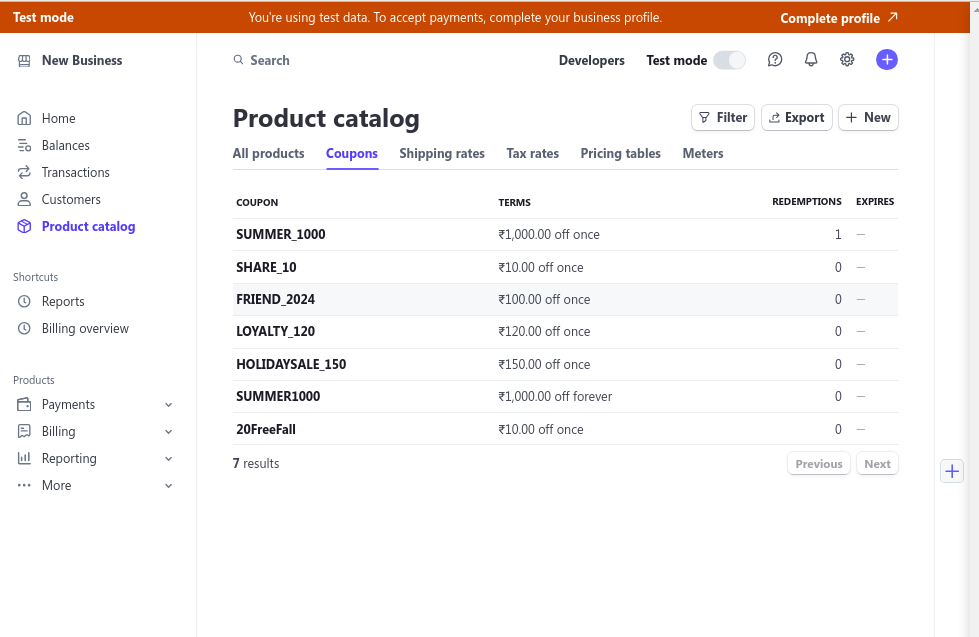 Test mode You're using test data. To accept payments, complete your business profile. Complete profile
New Business
Search
Developers Test mode
Home
Balances
Transactions
Customers
Product catalog
Shortcuts
Reports
Billing overview
Products
Payments
Billing
Reporting
More
Product catalog
Filter Export New
All products Coupons Shipping rates Tax rates Pricing tables Meters
COUPON TERMS REDEMPTIONS EXPIRES
SUMMER_1000 ₹1,000.00 off once 1 —
SHARE_10 ₹10.00 off once 0 —
FRIEND_2024 ₹100.00 off once 0 —
LOYALTY_120 ₹120.00 off once 0 —
HOLIDAYSALE_150 ₹150.00 off once 0 —
SUMMER1000 ₹1,000.00 off forever 0 —
20FreeFall ₹10.00 off once 0 —
7 results Previous Next